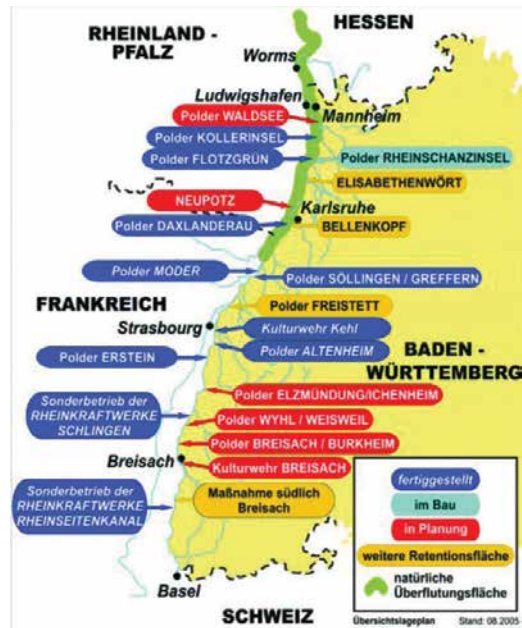 RHEINLAND -
PFALZ
HESSEN
Worms
Ludwigshafen
Polder WALDSEE
Mannheim
Polder KOLLERINSEL
Polder FLOTZGRÜN
Polder RHEINSCHANZINSEL
ELISABETHENWÖRT
NEUPOTZ
Karlsruhe
Polder DAXLANDERAU
BELLENKOPF
Polder MODER
Polder SÖLLINGEN / GREFFERN
FRANKREICH
Polder FREISTETT
Strasbourg
Kulturwehr Kehl
Polder ERSTEIN
Polder ALTENHEIM
BADEN -
WÜRTTEMBERG
Polder ELZMÜNDUNG/ICHENHEIM
Sonderbetrieb der
RHEINKRAFTWERKE
SCHLINGEN
Polder WYHL / WEISWEIL
Polder BREISACH / BURKHEIM
Breisach
Kulturwehr BREISACH
Sonderbetrieb der
RHEINKRAFTWERKE
RHEINSEITENKANAL
Maßnahme südlich
Breisach
Basel
SCHWEIZ
fertiggestellt
im Bau
in Planung
weitere Retentionsfläche
natürliche
Überflutungsfläche
Übersichtslageplan Stand: 08.2005